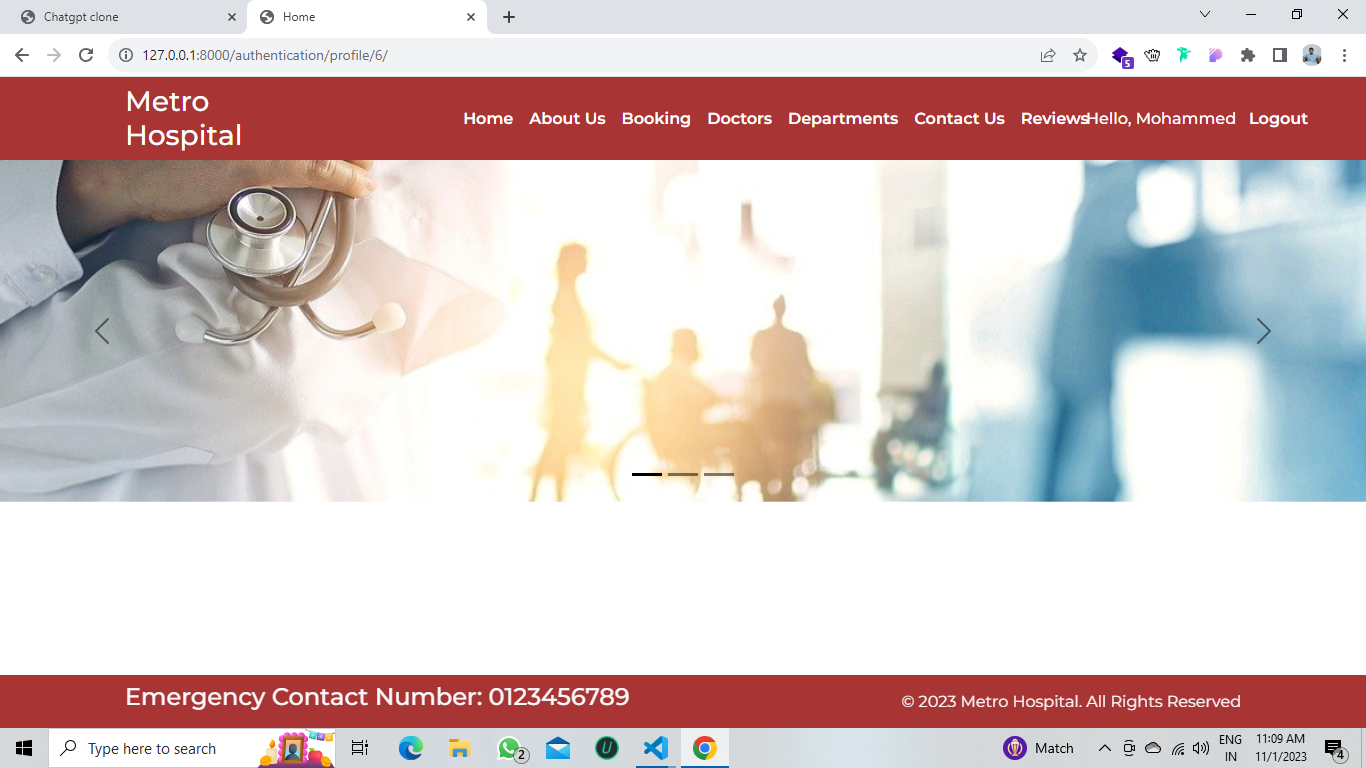 Chatgpt clone
Home
127.0.0.1:8000/authentication/profile/6/
5
Metro
Hospital
Home About Us Booking Doctors Departments Contact Us Reviews Hello, Mohammed Logout
Emergency Contact Number: 0123456789
© 2023 Metro Hospital. All Rights Reserved
Type here to search
2
U
Match
ENG
IN
11:09 AM
11/1/2023
4